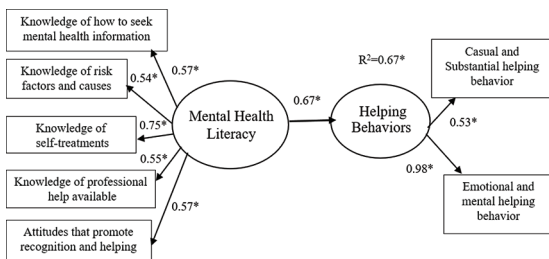 Knowledge of how to seek
mental health information
Knowledge of risk
factors and causes
Knowledge of
self-treatments
Knowledge of professional
help available
Attitudes that promote
recognition and helping
0.57*
0.54*
0.75*
0.55*
0.57*
Mental Health
Literacy
0.67*
R²=0.67*
Helping
Behaviors
0.53*
0.98*
Casual and
Substantial helping
behavior
Emotional and
mental helping
behavior